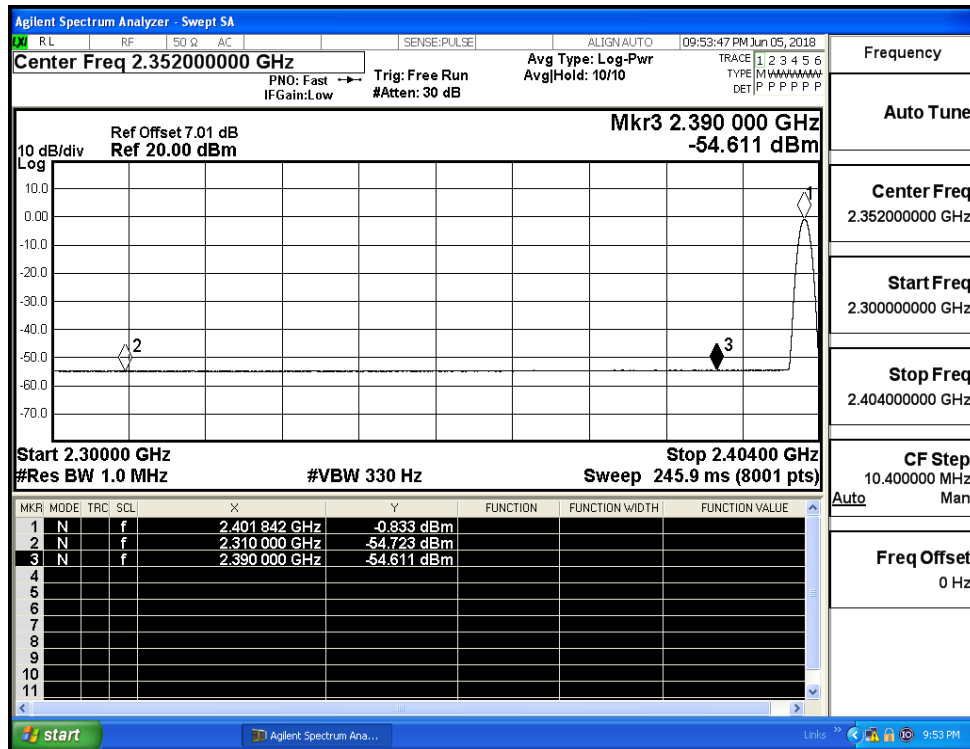 Agilent Spectrum Analyzer - Swept SA
LXI RL RF 50 Ω AC SENSE:PULSE ALIGN AUTO 09:53:47 PM Jun 05, 2018
Center Freq 2.352000000 GHz
PNO: Fast
IFGain:Low
Trig: Free Run
#Atten: 30 dB
Avg Type: Log-Pwr
Avg|Hold: 10/10
TRACE 1 2 3 4 5 6
TYPE M
DET P P P P P P
Ref Offset 7.01 dB
10 dB/div Ref 20.00 dBm
Log
Mkr3 2.390 000 GHz
-54.611 dBm
10.0
0.00
-10.0
-20.0
-30.0
-40.0
-50.0
-60.0
-70.0
1
2
3
Start 2.30000 GHz Stop 2.40400 GHz
#Res BW 1.0 MHz #VBW 330 Hz Sweep 245.9 ms (8001 pts)
MKR MODE TRC SCL X Y FUNCTION FUNCTION WIDTH FUNCTION VALUE
1 N f 2.401 842 GHz -0.833 dBm
2 N f 2.310 000 GHz -54.723 dBm
3 N f 2.390 000 GHz -54.611 dBm
4
5
6
7
8
9
10
11
Frequency
Auto Tune
Center Freq
2.352000000 GHz
Start Freq
2.300000000 GHz
Stop Freq
2.404000000 GHz
CF Step
10.400000 MHz
Auto Man
Freq Offset
0 Hz
start Agilent Spectrum Ana... Links » 9:53 PM